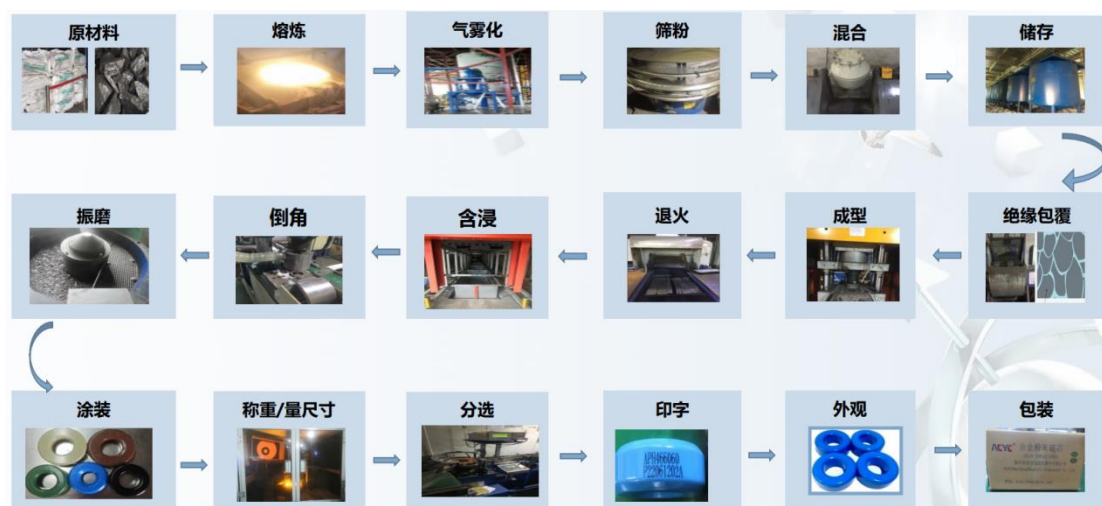 原材料
熔炼
气雾化
筛粉
混合
储存
绝缘包覆
成型
退火
含浸
倒角
振磨
涂装
称重/量尺寸
分选
印字
APH466060
P22061202A
外观
包装